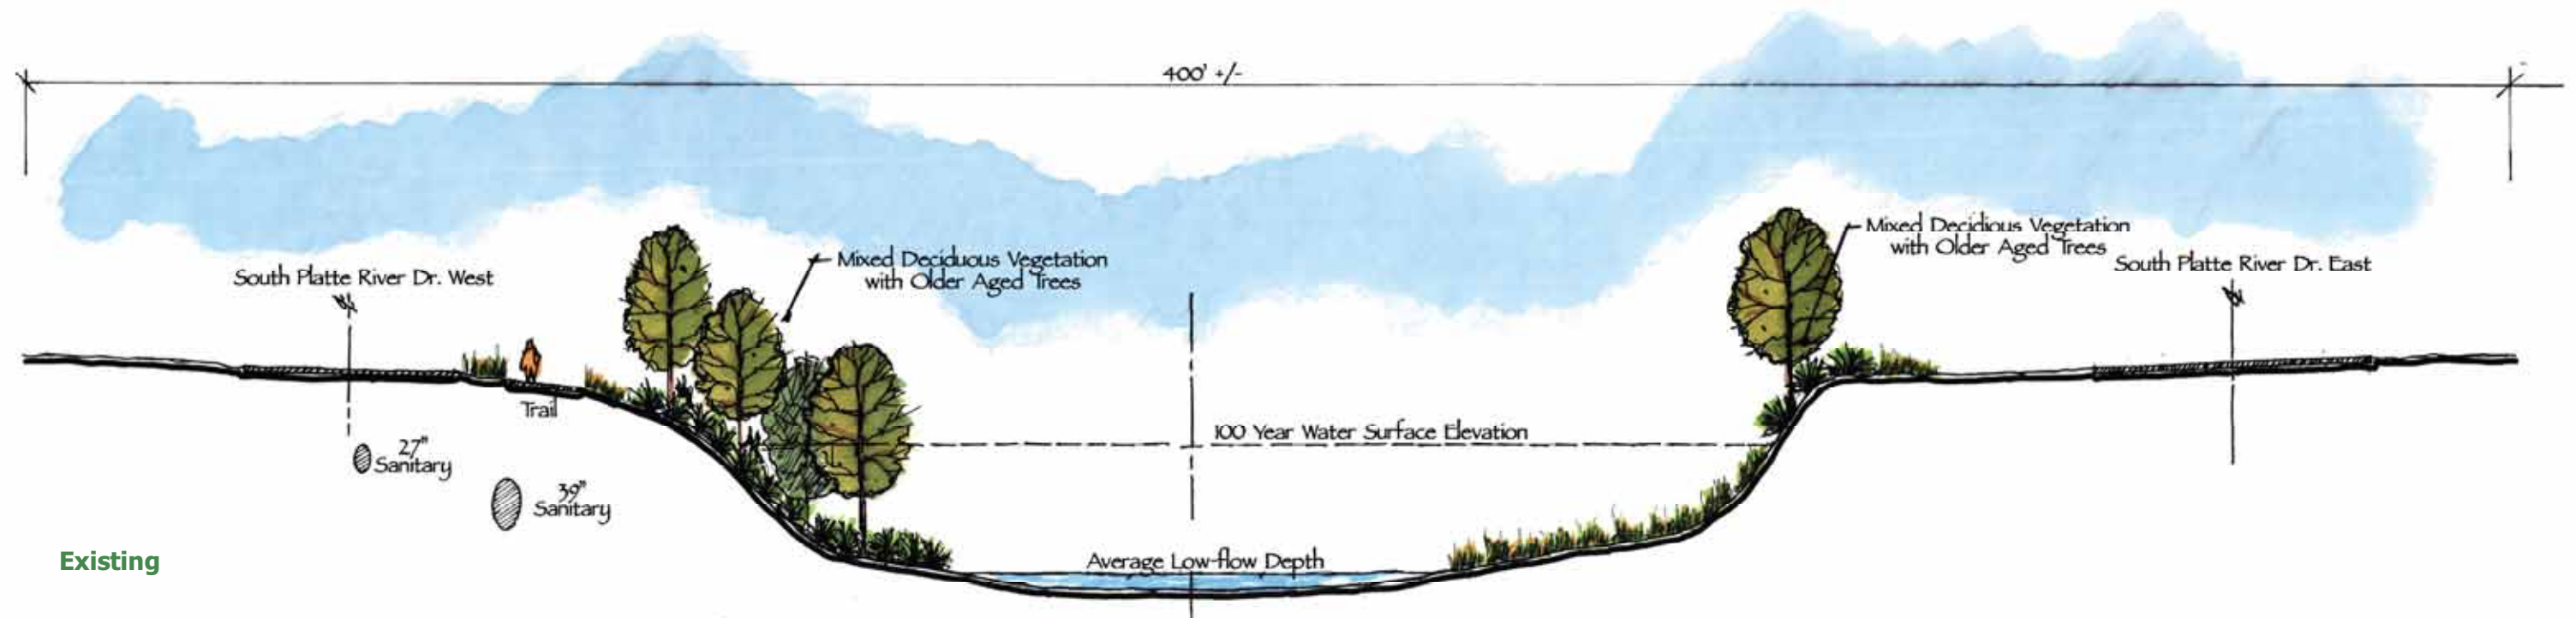 400' +/-
Mixed Decidious Vegetation
with Older Aged Trees
Mixed Deciduous Vegetation
with Older Aged Trees
South Platte River Dr. West
South Platte River Dr. East
Trail
100 Year Water Surface Elevation
27"
Sanitary
39"
Sanitary
Average Low-flow Depth
Existing